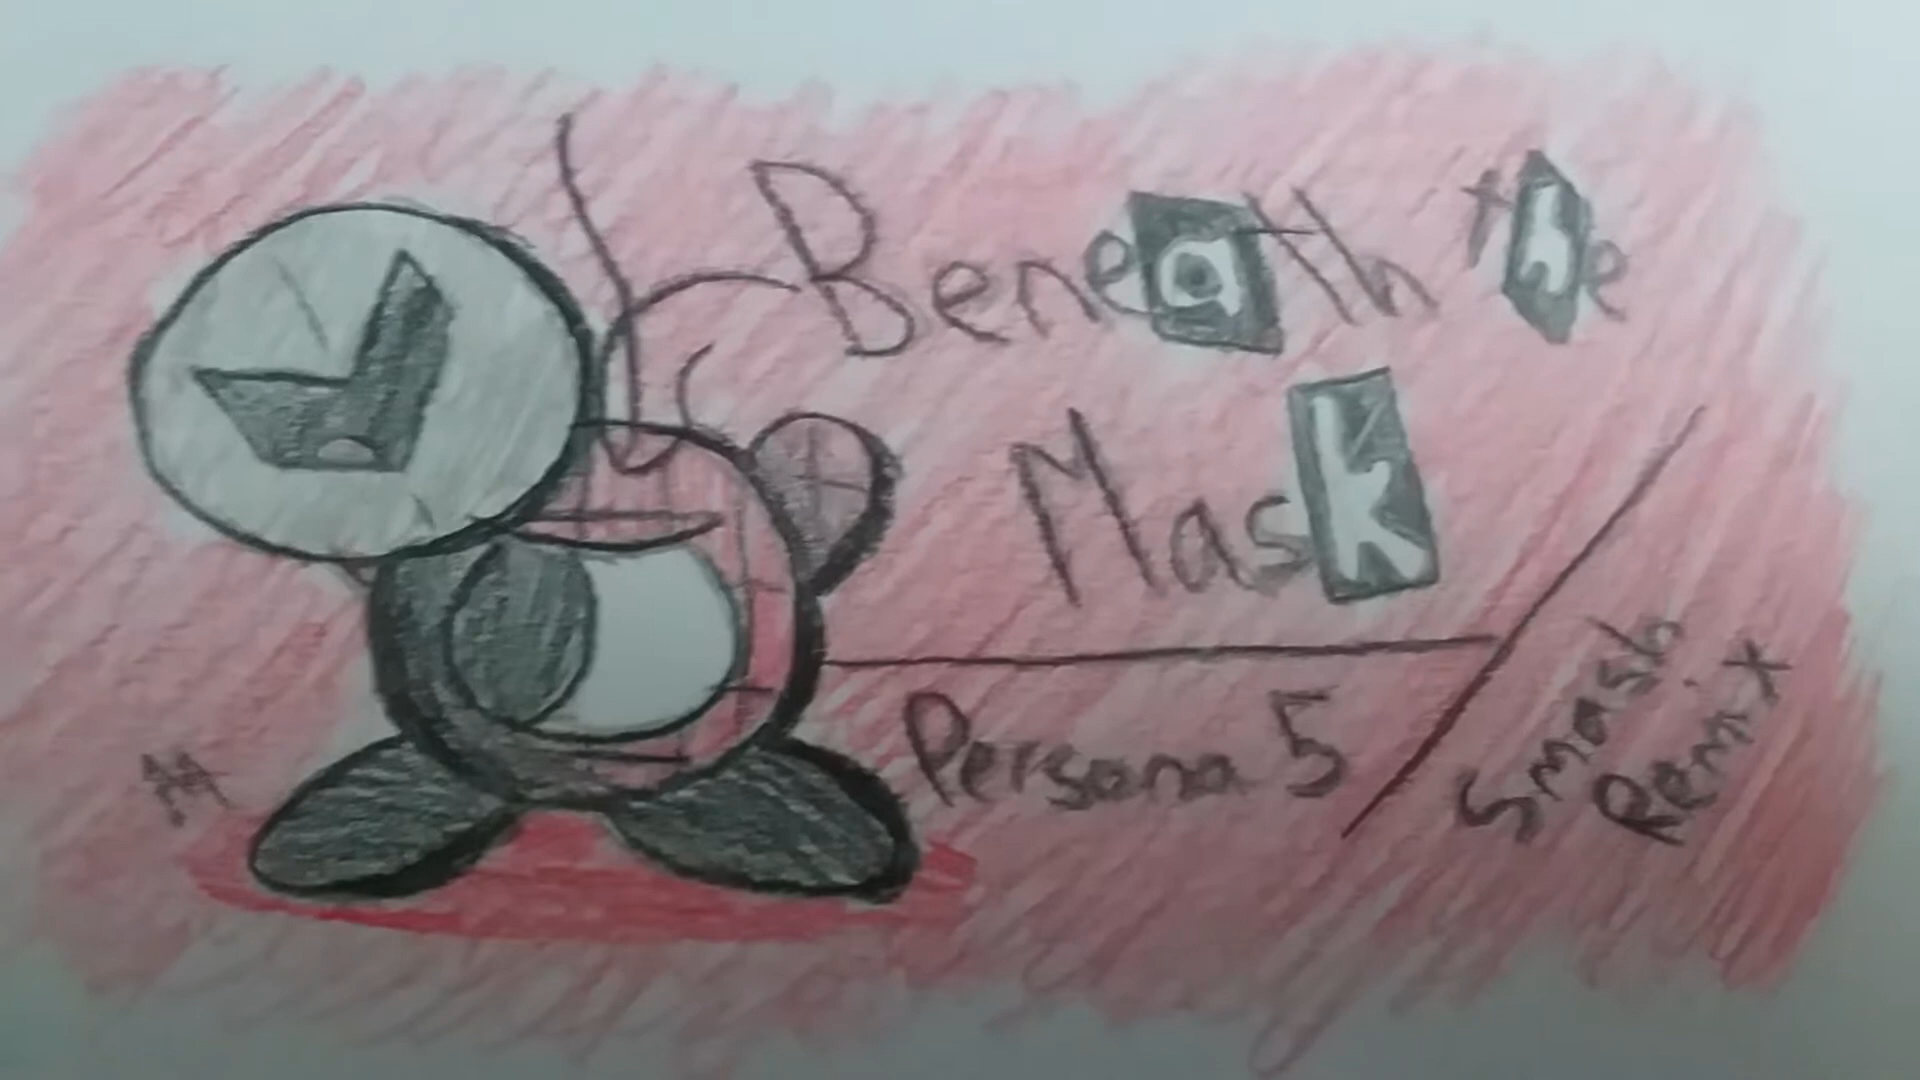 Beneath the
Mask
Persona 5
Smash
Remix